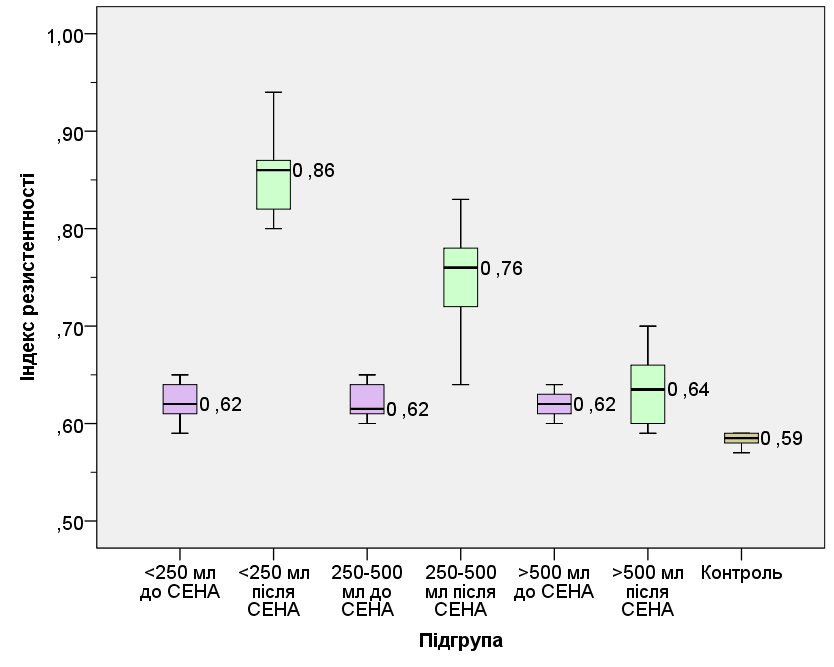 1,00
,90
,80
,70
,60
,50
Індекс резистентності
0 ,62
0 ,86
0 ,62
0 ,76
0 ,62
0 ,64
0 ,59
<250 мл
до СЕНА
<250 мл
після
СЕНА
250-500
мл до
СЕНА
250-500
мл після
СЕНА
>500 мл
до СЕНА
>500 мл
після
СЕНА
Контроль
Підгрупа